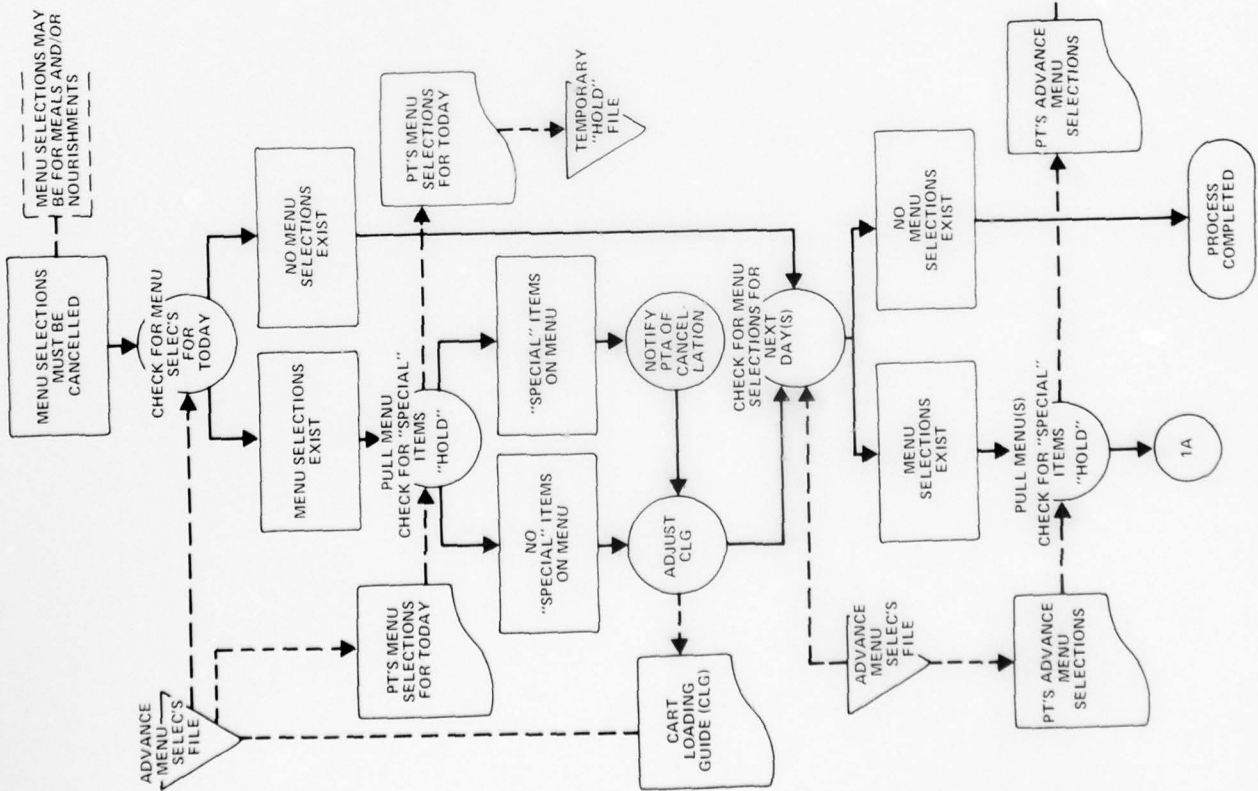 MENU SELECTIONS
MUST BE
CANCELLED
MENU SELECTIONS MAY
BE FOR MEALS AND/OR
NOURISHMENTS
ADVANCE
MENU
SELEC'S
FILE
CHECK FOR MENU
SELEC'S
FOR
TODAY
MENU SELECTIONS
EXIST
NO MENU
SELECTIONS
EXIST
PT'S MENU
SELECTIONS
FOR TODAY
PULL MENU
CHECK FOR "SPECIAL"
ITEMS
"HOLD"
PT'S MENU
SELECTIONS
FOR TODAY
TEMPORARY
"HOLD"
FILE
NO
"SPECIAL" ITEMS
ON MENU
"SPECIAL" ITEMS
ON MENU
CART
LOADING
GUIDE (CLG)
ADJUST
CLG
NOTIFY
PTA OF
CANCEL-
LATION
CHECK FOR MENU
SELECTIONS FOR
NEXT
DAY(S)
ADVANCE
MENU
SELEC'S
FILE
MENU
SELECTIONS
EXIST
NO
MENU
SELECTIONS
EXIST
PT'S ADVANCE
MENU
SELECTIONS
PULL MENU(S)
CHECK FOR "SPECIAL"
ITEMS
"HOLD"
PT'S ADVANCE
MENU
SELECTIONS
1A
PROCESS
COMPLETED